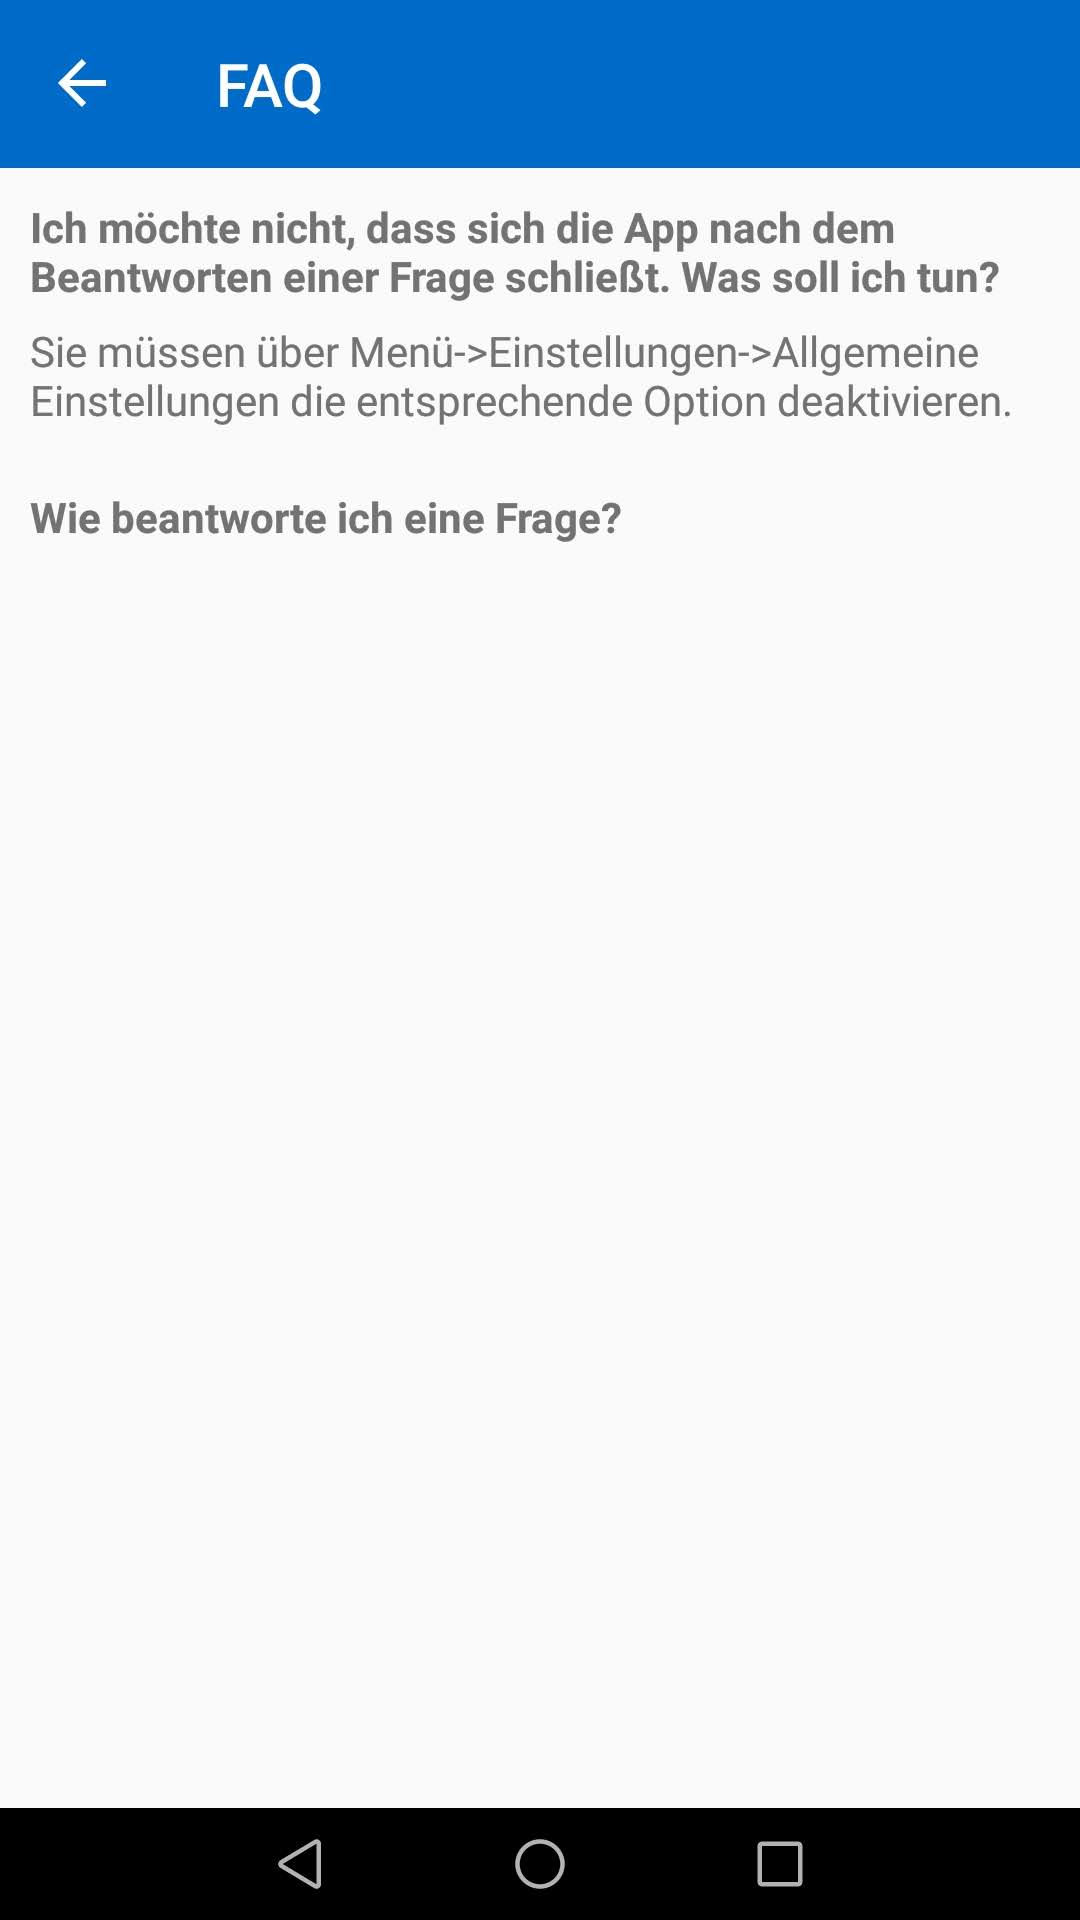 FAQ
Ich möchte nicht, dass sich die App nach dem
Beantworten einer Frage schließt. Was soll ich tun?
Sie müssen über Menü->Einstellungen->Allgemeine
Einstellungen die entsprechende Option deaktivieren.
Wie beantworte ich eine Frage?